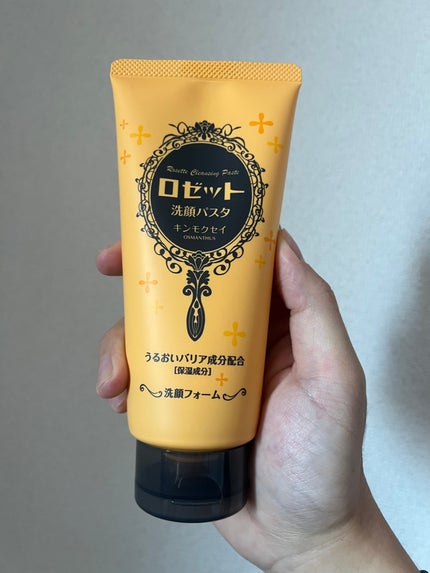 Rosette Cleansing Paste
ロゼット
洗顔パスタ
キンモクセイ
OSMANTHUS
うるおいバリア成分配合
[保湿成分]
洗顔フォーム